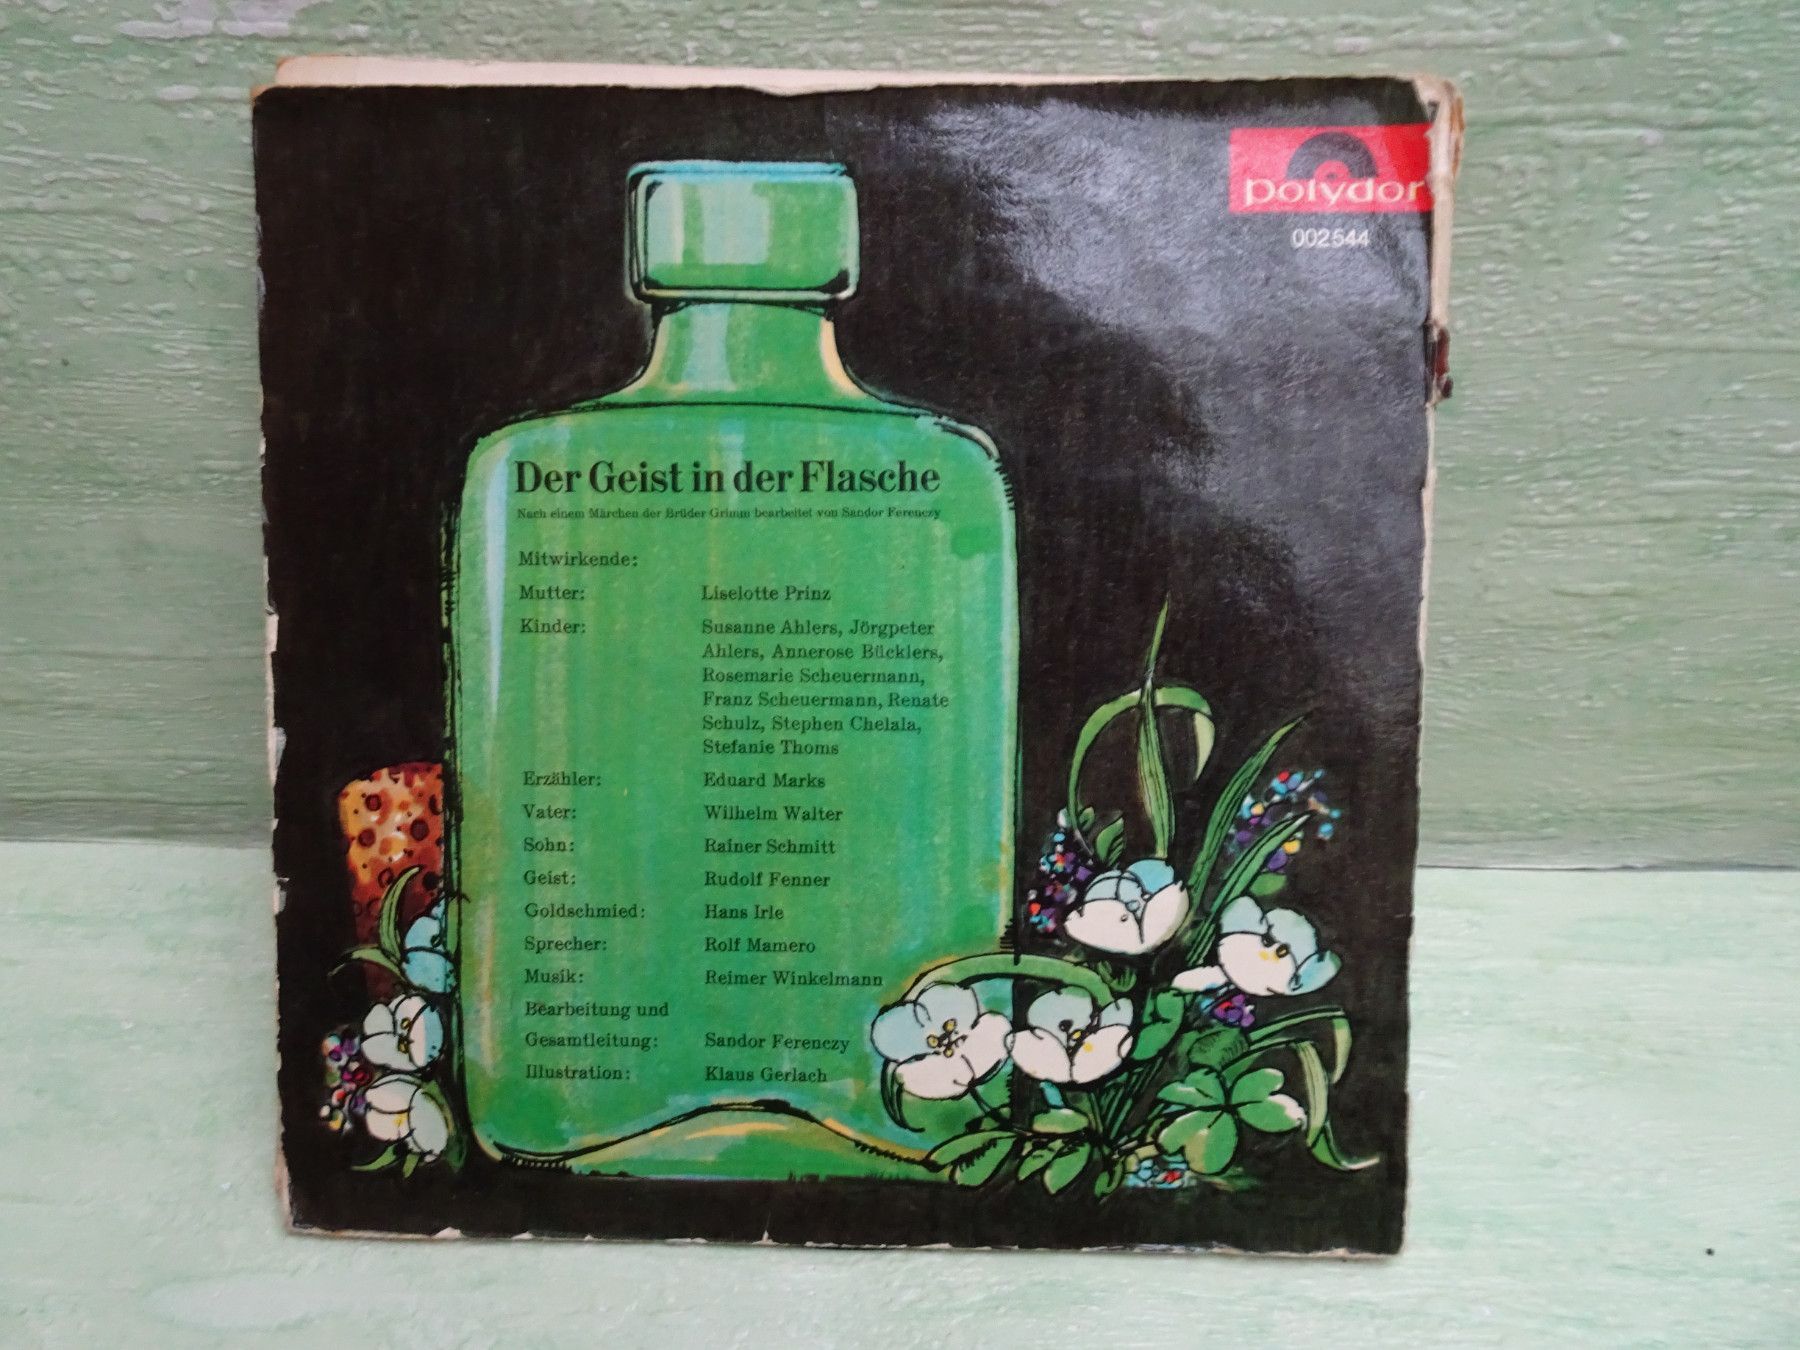 polydor
002544
Der Geist in der Flasche
Nach einem Märchen der Brüder Grimm bearbeitet von Sandor Ferenczy
Mitwirkende:
Mutter: Liselotte Prinz
Kinder: Susanne Ahlers, Jörgpeter
Ahlers, Annerose Bücklers,
Rosemarie Scheuermann,
Franz Scheuermann, Renate
Schulz, Stephen Chelala,
Stefanie Thoms
Erzähler: Eduard Marks
Vater: Wilhelm Walter
Sohn: Rainer Schmitt
Geist: Rudolf Fenner
Goldschmied: Hans Irle
Sprecher: Rolf Mamero
Musik: Reimer Winkelmann
Bearbeitung und
Gesamtleitung: Sandor Ferenczy
Illustration: Klaus Gerlach